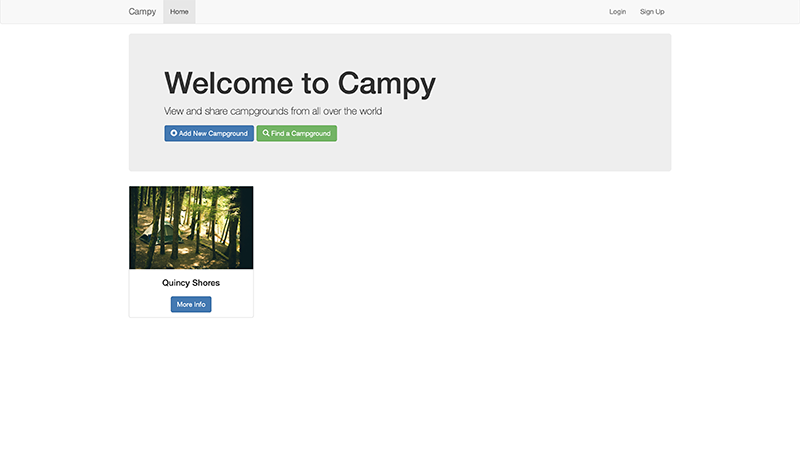 Campy Home Login Sign Up
Welcome to Campy
View and share campgrounds from all over the world
Add New Campground Find a Campground
Quincy Shores
More Info